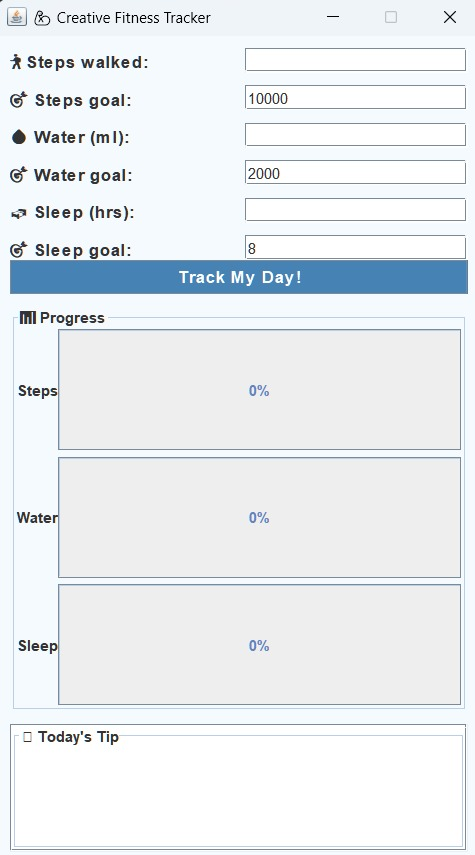 Creative Fitness Tracker
Steps walked:
Steps goal: 10000
Water (ml):
Water goal: 2000
Sleep (hrs):
Sleep goal: 8
Track My Day!
Progress
Steps 0%
Water 0%
Sleep 0%
Today's Tip